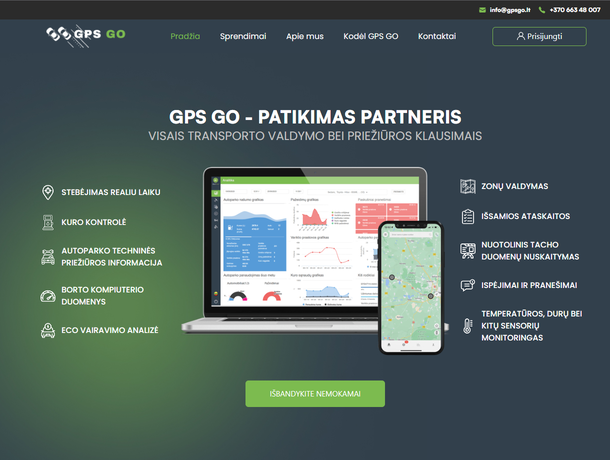 info@gpsgo.lt +370 663 48 007
GPS GO
Pradžia Sprendimai Apie mus Kodėl GPS GO Kontaktai Prisijungti
GPS GO - PATIKIMAS PARTNERIS
VISAIS TRANSPORTO VALDYMO BEI PRIEŽIŪROS KLAUSIMAIS
STEBĖJIMAS REALIU LAIKU
KURO KONTROLĖ
AUTOPARKO TECHNINĖS
PRIEŽIŪROS INFORMACIJA
BORTO KOMPIUTERIO
DUOMENYS
ECO VAIRAVIMO ANALIZĖ
ZONŲ VALDYMAS
IŠSAMIOS ATASKAITOS
NUOTOLINIS TACHO
DUOMENŲ NUSKAITYMAS
ISPĖJIMAI IR PRANEŠIMAI
TEMPERATŪROS, DURŲ BEI
KITŲ SENSORIŲ
MONITORINGAS
IŠBANDYKITE NEMOKAMAI